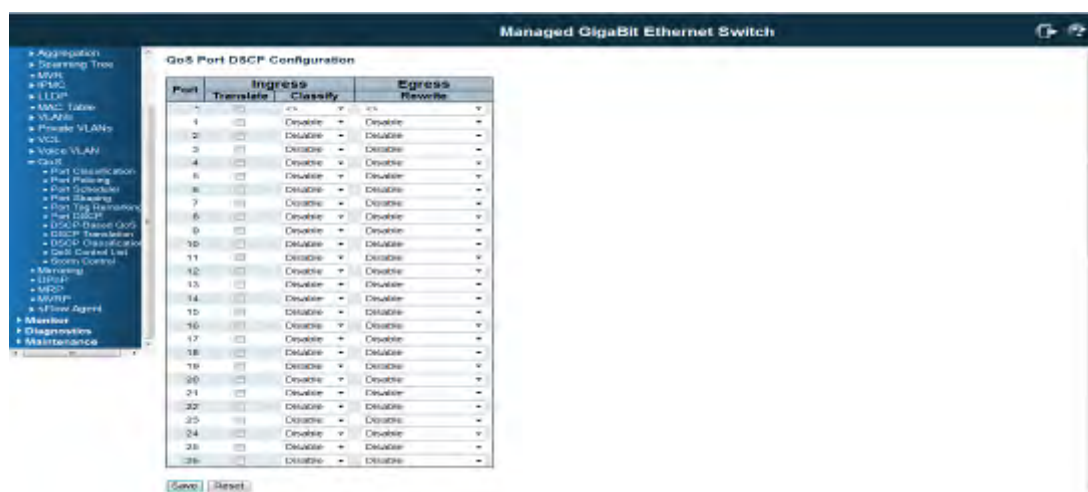 Managed GigaBit Ethernet Switch
Aggregation
Spanning Tree
MVR
IPMC
LLDP
MAC Table
VLANs
Private VLANs
VCL
Voice VLAN
QoS
Port Classification
Port Policing
Port Scheduler
Port Shaping
Port Tag Remarking
Port DSCP
DSCP-Based QoS
DSCP Translation
DSCP Classification
QoS Control List
Storm Control
Mirroring
UPnP
MRP
MVRP
sFlow Agent
Monitor
Diagnostics
Maintenance
QoS Port DSCP Configuration
Port Ingress Egress
Translate Classify Rewrite
* <> <>
1 Disable Disable
2 Disable Disable
3 Disable Disable
4 Disable Disable
5 Disable Disable
6 Disable Disable
7 Disable Disable
8 Disable Disable
9 Disable Disable
10 Disable Disable
11 Disable Disable
12 Disable Disable
13 Disable Disable
14 Disable Disable
15 Disable Disable
16 Disable Disable
17 Disable Disable
18 Disable Disable
19 Disable Disable
20 Disable Disable
21 Disable Disable
22 Disable Disable
23 Disable Disable
24 Disable Disable
25 Disable Disable
26 Disable Disable
Save Reset